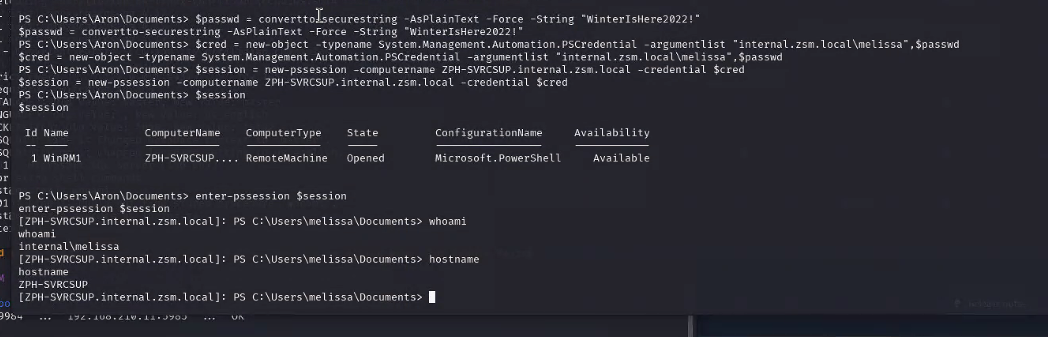 PS C:\Users\Aron\Documents> $passwd = convertto-securestring -AsPlainText -Force -String "WinterIsHere2022!"
$passwd = convertto-securestring -AsPlainText -Force -String "WinterIsHere2022!"
PS C:\Users\Aron\Documents> $cred = new-object -typename System.Management.Automation.PSCredential -argumentlist "internal.zsm.local\melissa",$passwd
$cred = new-object -typename System.Management.Automation.PSCredential -argumentlist "internal.zsm.local\melissa",$passwd
PS C:\Users\Aron\Documents> $session = new-pssession -computername ZPH-SVRCSUP.internal.zsm.local -credential $cred
$session = new-pssession -computername ZPH-SVRCSUP.internal.zsm.local -credential $cred
PS C:\Users\Aron\Documents> $session
$session
Id Name ComputerName ComputerType State ConfigurationName Availability
-- ---- ------------ ------------ ----- ----------------- ------------
1 WinRM1 ZPH-SVRCSUP.... RemoteMachine Opened Microsoft.PowerShell Available
PS C:\Users\Aron\Documents> enter-pssession $session
enter-pssession $session
[ZPH-SVRCSUP.internal.zsm.local]: PS C:\Users\melissa\Documents> whoami
whoami
internal\melissa
[ZPH-SVRCSUP.internal.zsm.local]: PS C:\Users\melissa\Documents> hostname
hostname
ZPH-SVRCSUP
[ZPH-SVRCSUP.internal.zsm.local]: PS C:\Users\melissa\Documents>